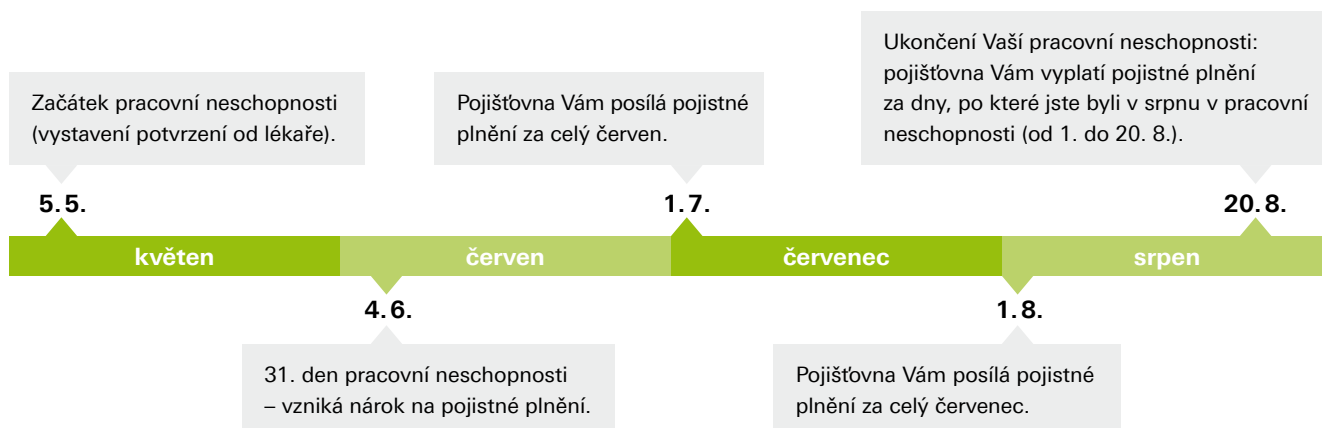 Začátek pracovní neschopnosti
(vystavení potvrzení od lékaře).
Pojišťovna Vám posílá pojistné
plnění za celý červen.
Ukončení Vaší pracovní neschopnosti:
pojišťovna Vám vyplatí pojistné plnění
za dny, po které jste byli v srpnu v pracovní
neschopnosti (od 1. do 20. 8.).
5. 5.
1. 7.
20. 8.
květen
červen
červenec
srpen
4. 6.
1. 8.
31. den pracovní neschopnosti
– vzniká nárok na pojistné plnění.
Pojišťovna Vám posílá pojistné
plnění za celý červenec.